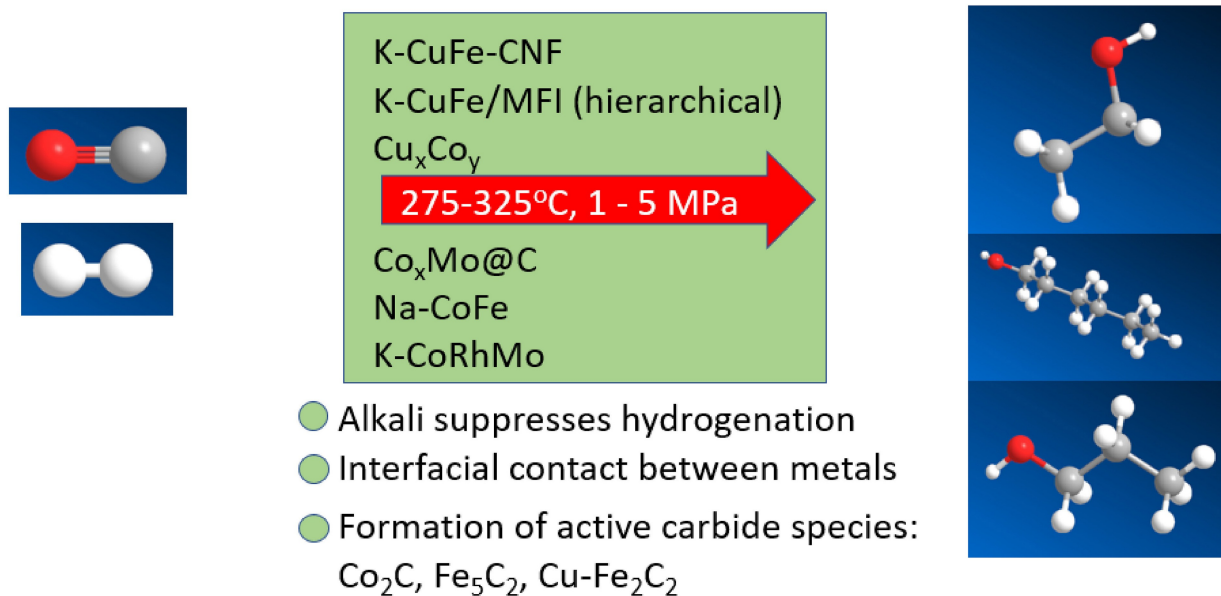 K-CuFe-CNF
K-CuFe/MFI (hierarchical)
CuₓCoᵧ
275-325°C, 1 - 5 MPa
CoₓMo@C
Na-CoFe
K-CoRhMo
Alkali suppresses hydrogenation
Interfacial contact between metals
Formation of active carbide species:
Co₂C, Fe₅C₂, Cu-Fe₂C₂